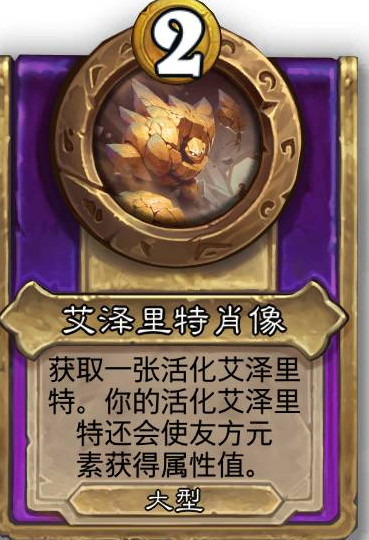 2
艾泽里特肖像
获取一张活化艾泽里
特。你的活化艾泽里
特还会使友方元
素获得属性值。
大型